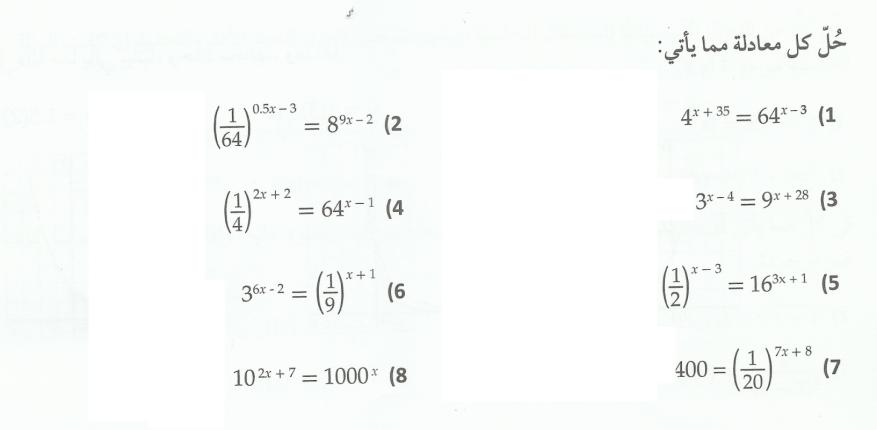 حُلّ كل معادلة مما يأتي:
(1 4^{x + 35} = 64^{x − 3}
(2 (1/64)^{0.5x − 3} = 8^{9x − 2}
(3 3^{x − 4} = 9^{x + 28}
(4 (1/4)^{2x + 2} = 64^{x − 1}
(5 (1/2)^{x − 3} = 16^{3x + 1}
(6 3^{6x - 2} = (1/9)^{x + 1}
(7 400 = (1/20)^{7x + 8}
(8 10^{2x + 7} = 1000^{x}